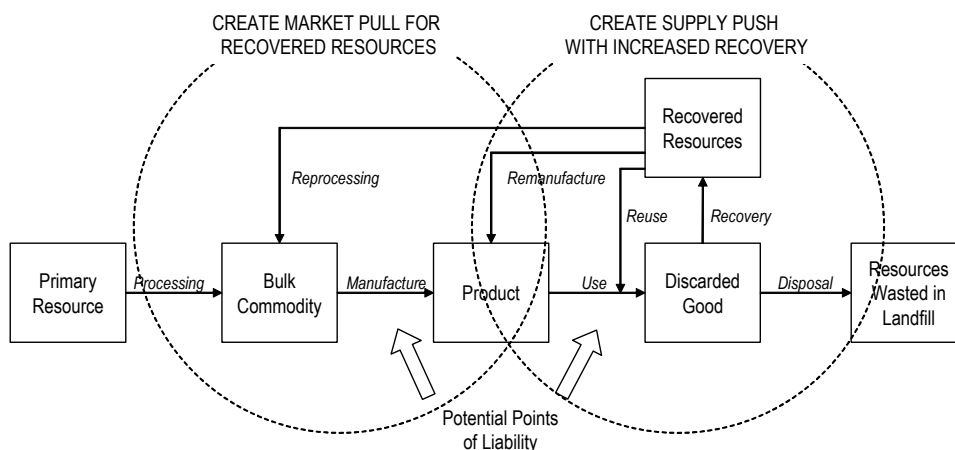 CREATE MARKET PULL FOR
RECOVERED RESOURCES
CREATE SUPPLY PUSH
WITH INCREASED RECOVERY
Recovered
Resources
Reprocessing
Remanufacture
Reuse
Recovery
Primary
Resource
Processing
Bulk
Commodity
Manufacture
Product
Use
Discarded
Good
Disposal
Resources
Wasted in
Landfill
Potential Points
of Liability